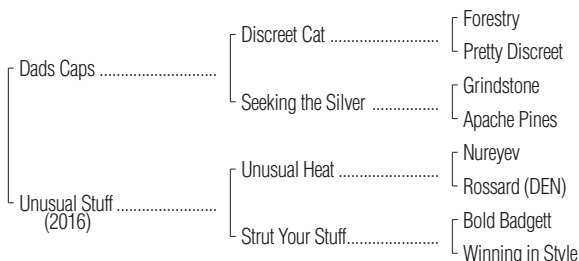 Forestry
Discreet Cat ..............................
Pretty Discreet
Dads Caps ................................
Grindstone
Seeking the Silver ..................
Apache Pines
Nureyev
Unusual Heat ............................
Rossard (DEN)
Unusual Stuff ...........................
(2016)
Bold Badgett
Strut Your Stuff.........................
Winning in Style